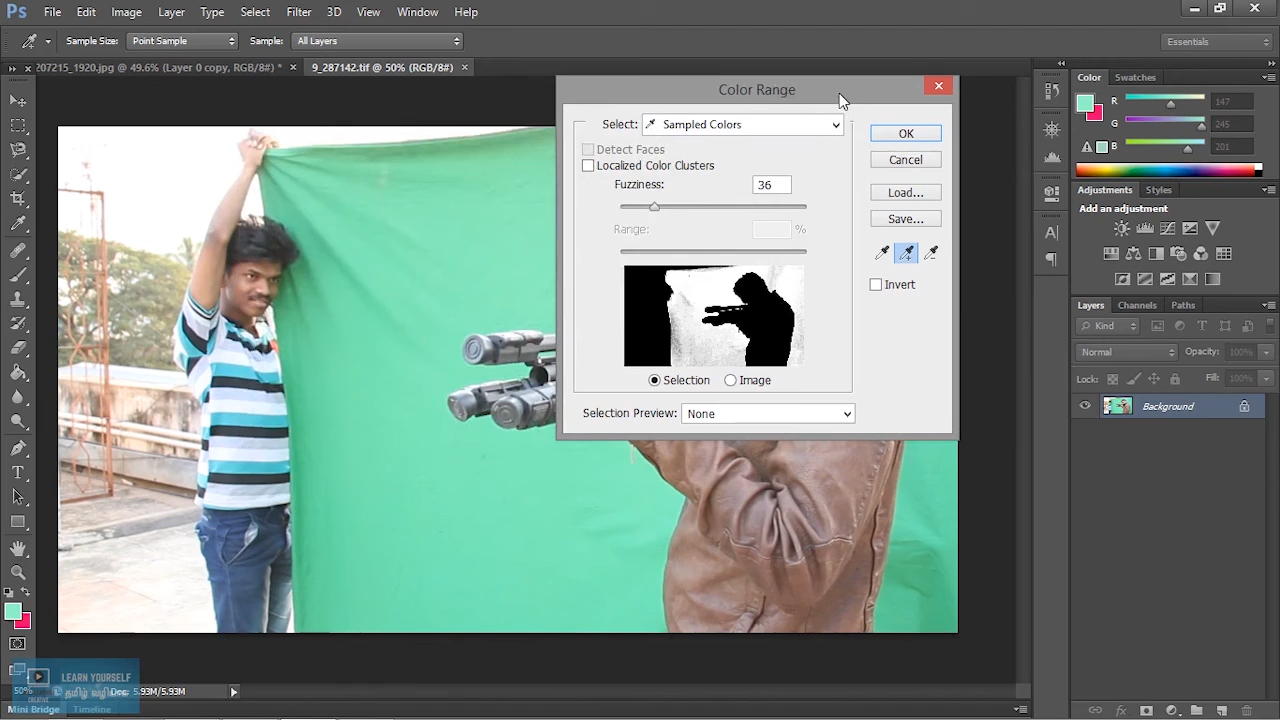 Ps File Edit Image Layer Type Select Filter 3D View Window Help
Sample Size: Point Sample Sample: All Layers Essentials
207215_1920.jpg @ 49.6% (Layer 0 copy, RGB/8#) * × 9_287142.tif @ 50% (RGB/8#) ×
Color Range
Select: Sampled Colors
Detect Faces
Localized Color Clusters
Fuzziness: 36
Range: %
Selection Image
Selection Preview: None
OK
Cancel
Load...
Save...
Invert
Color Swatches
R 147
G 245
B 201
Adjustments Styles
Add an adjustment
Layers Channels Paths
Kind
Normal Opacity: 100%
Lock: Fill: 100%
Background
LEARN YOURSELF
தமிழ் வழியில்
CREATIVE
50% Doc: 5.93M/5.93M
Mini Bridge Timeline